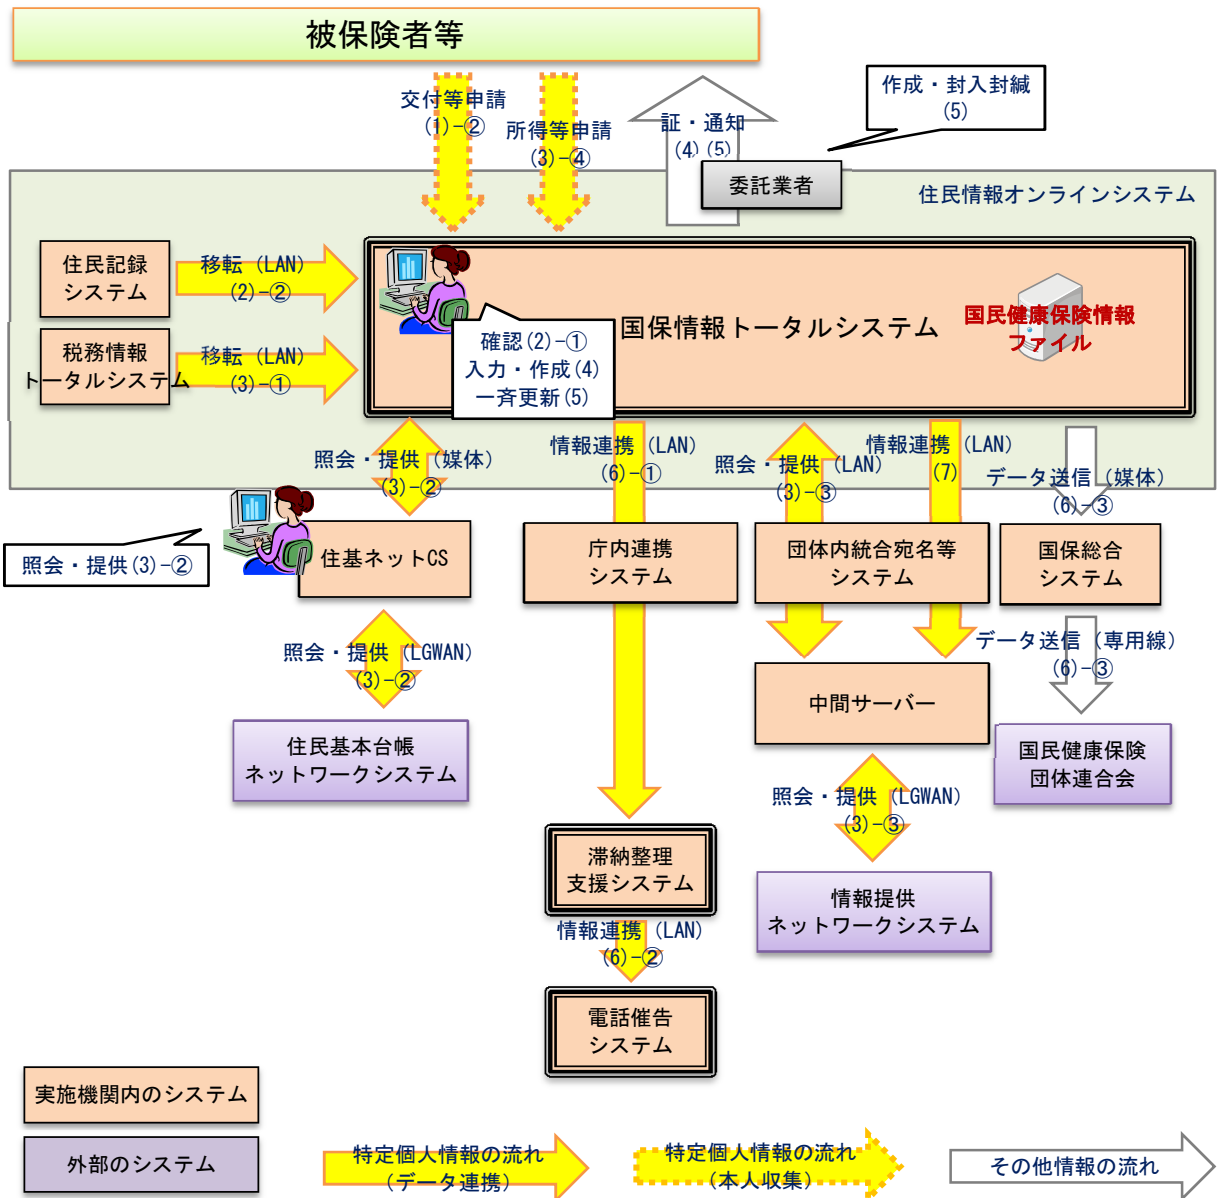 被保険者等
交付等申請
(1)-②
所得等申請
(3)-④
証・通知
(4)(5)
作成・封入封緘
(5)
委託業者
住民情報オンラインシステム
住民記録
システム
移転（LAN）
(2)-②
税務情報
トータルシステム
移転（LAN）
(3)-①
国保情報トータルシステム
国民健康保険情報
ファイル
確認(2)-①
入力・作成(4)
一斉更新(5)
照会・提供（媒体）
(3)-②
情報連携（LAN）
(6)-①
照会・提供（LAN）
(3)-③
情報連携（LAN）
(7)
データ送信（媒体）
(6)-③
照会・提供(3)-②
住基ネットCS
庁内連携
システム
団体内統合宛名等
システム
国保総合
システム
照会・提供（LGWAN）
(3)-②
データ送信（専用線）
(6)-③
中間サーバー
住民基本台帳
ネットワークシステム
国民健康保険
団体連合会
照会・提供（LGWAN）
(3)-③
滞納整理
支援システム
情報提供
ネットワークシステム
情報連携（LAN）
(6)-②
電話催告
システム
実施機関内のシステム
外部のシステム
特定個人情報の流れ
（データ連携）
特定個人情報の流れ
（本人収集）
その他情報の流れ